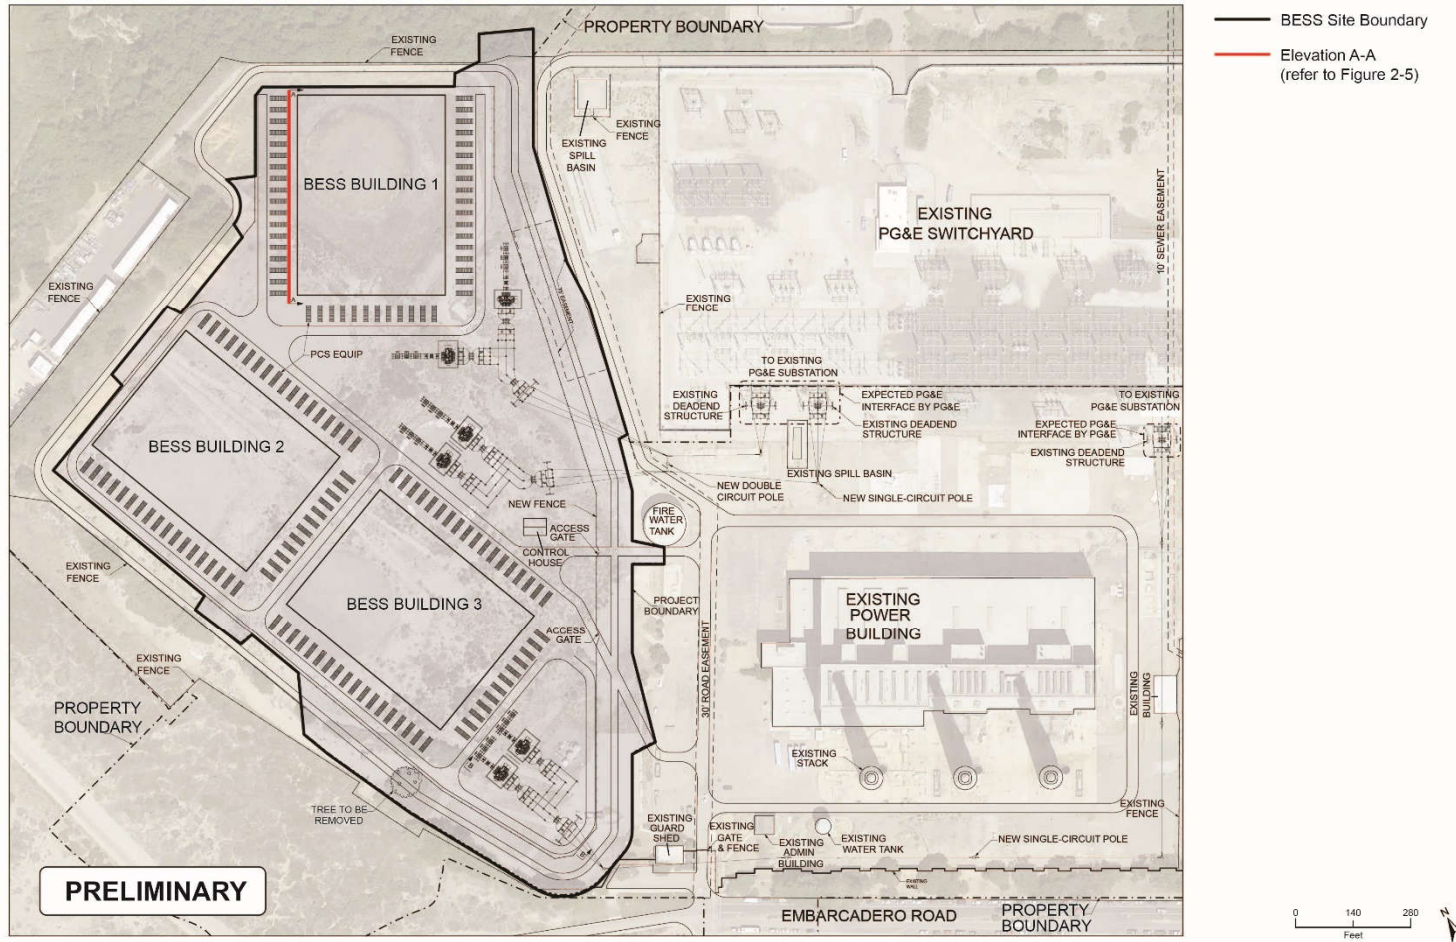 PROPERTY BOUNDARY
EXISTING
FENCE
BESS Site Boundary
Elevation A-A
(refer to Figure 2-5)
EXISTING
FENCE
EXISTING
SPILL
BASIN
BESS BUILDING 1
A
A
EXISTING
PG&E SWITCHYARD
10' SEWER EASEMENT
EXISTING
FENCE
EXISTING
FENCE
PCS EQUIP
TO EXISTING
PG&E SUBSTATION
EXISTING
DEADEND
STRUCTURE
EXPECTED PG&E
INTERFACE BY PG&E
EXISTING DEADEND
STRUCTURE
TO EXISTING
PG&E SUBSTATION
EXPECTED PG&E
INTERFACE BY PG&E
EXISTING DEADEND
STRUCTURE
BESS BUILDING 2
EXISTING SPILL BASIN
NEW DOUBLE
CIRCUIT POLE
NEW SINGLE-CIRCUIT POLE
NEW FENCE
FIRE
WATER
TANK
ACCESS
GATE
CONTROL
HOUSE
EXISTING
FENCE
BESS BUILDING 3
PROJECT
BOUNDARY
EXISTING
POWER
BUILDING
ACCESS
GATE
30' ROAD EASEMENT
EXISTING
FENCE
EXISTING
BUILDING
PROPERTY
BOUNDARY
EXISTING
STACK
TREE TO BE
REMOVED
EXISTING
FENCE
EXISTING
GUARD
SHED
EXISTING
GATE
& FENCE
EXISTING
ADMIN
BUILDING
EXISTING
WATER TANK
NEW SINGLE-CIRCUIT POLE
EXISTING
WALL
PRELIMINARY
EMBARCADERO ROAD
PROPERTY
BOUNDARY
0 140 280
Feet
N